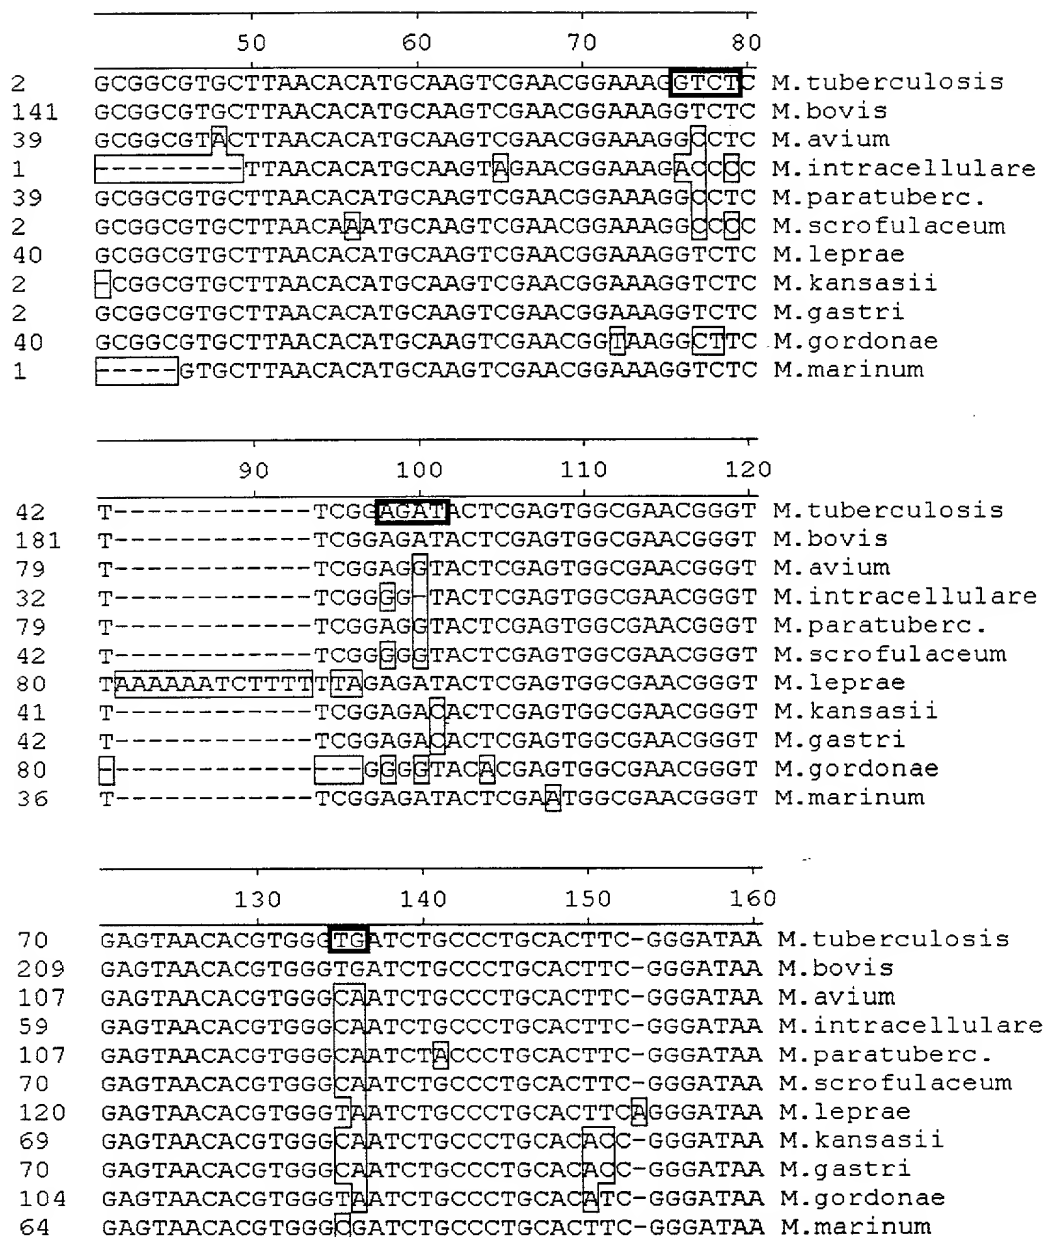 50 60 70 80
2 GCGGCGTGCTTAACACATGCAAGTCGAACGGAAAGGTCTC M.tuberculosis
141 GCGGCGTGCTTAACACATGCAAGTCGAACGGAAAGGTCTC M.bovis
39 GCGGCGTACTTAACACATGCAAGTCGAACGGAAAGGCCTC M.avium
1 ---------TTAACACATGCAAGTAGAACGGAAAGACCCC M.intracellulare
39 GCGGCGTGCTTAACACATGCAAGTCGAACGGAAAGGCCTC M.paratuberc.
2 GCGGCGTGCTTAACAAATGCAAGTCGAACGGAAAGGCCCC M.scrofulaceum
40 GCGGCGTGCTTAACACATGCAAGTCGAACGGAAAGGTCTC M.leprae
2 -CGGCGTGCTTAACACATGCAAGTCGAACGGAAAGGTCTC M.kansasii
2 GCGGCGTGCTTAACACATGCAAGTCGAACGGAAAGGTCTC M.gastri
40 GCGGCGTGCTTAACACATGCAAGTCGAACGGTAAGGCTTC M.gordonae
1 -----GTGCTTAACACATGCAAGTCGAACGGAAAGGTCTC M.marinum
90 100 110 120
42 T------------TCGGAGATACTCGAGTGGCGAACGGGT M.tuberculosis
181 T------------TCGGAGATACTCGAGTGGCGAACGGGT M.bovis
79 T------------TCGGAGGTACTCGAGTGGCGAACGGGT M.avium
32 T------------TCGGGG-TACTCGAGTGGCGAACGGGT M.intracellulare
79 T------------TCGGAGGTACTCGAGTGGCGAACGGGT M.paratuberc.
42 T------------TCGGGGGTACTCGAGTGGCGAACGGGT M.scrofulaceum
80 TAAAAAATCTTTTTTAGAGATACTCGAGTGGCGAACGGGT M.leprae
41 T------------TCGGAGACACTCGAGTGGCGAACGGGT M.kansasii
42 T------------TCGGAGACACTCGAGTGGCGAACGGGT M.gastri
80 ----------------GGGGTACACGAGTGGCGAACGGGT M.gordonae
36 T------------TCGGAGATACTCGAATGGCGAACGGGT M.marinum
130 140 150 160
70 GAGTAACACGTGGGTGATCTGCCCTGCACTTC-GGGATAA M.tuberculosis
209 GAGTAACACGTGGGTGATCTGCCCTGCACTTC-GGGATAA M.bovis
107 GAGTAACACGTGGGCAATCTGCCCTGCACTTC-GGGATAA M.avium
59 GAGTAACACGTGGGCAATCTGCCCTGCACTTC-GGGATAA M.intracellulare
107 GAGTAACACGTGGGCAATCTACCCTGCACTTC-GGGATAA M.paratuberc.
70 GAGTAACACGTGGGCAATCTGCCCTGCACTTC-GGGATAA M.scrofulaceum
120 GAGTAACACGTGGGTAATCTGCCCTGCACTTCAGGGATAA M.leprae
69 GAGTAACACGTGGGCAATCTGCCCTGCACACC-GGGATAA M.kansasii
70 GAGTAACACGTGGGCAATCTGCCCTGCACACC-GGGATAA M.gastri
104 GAGTAACACGTGGGTAATCTGCCCTGCACATC-GGGATAA M.gordonae
64 GAGTAACACGTGGGCGATCTGCCCTGCACTTC-GGGATAA M.marinum